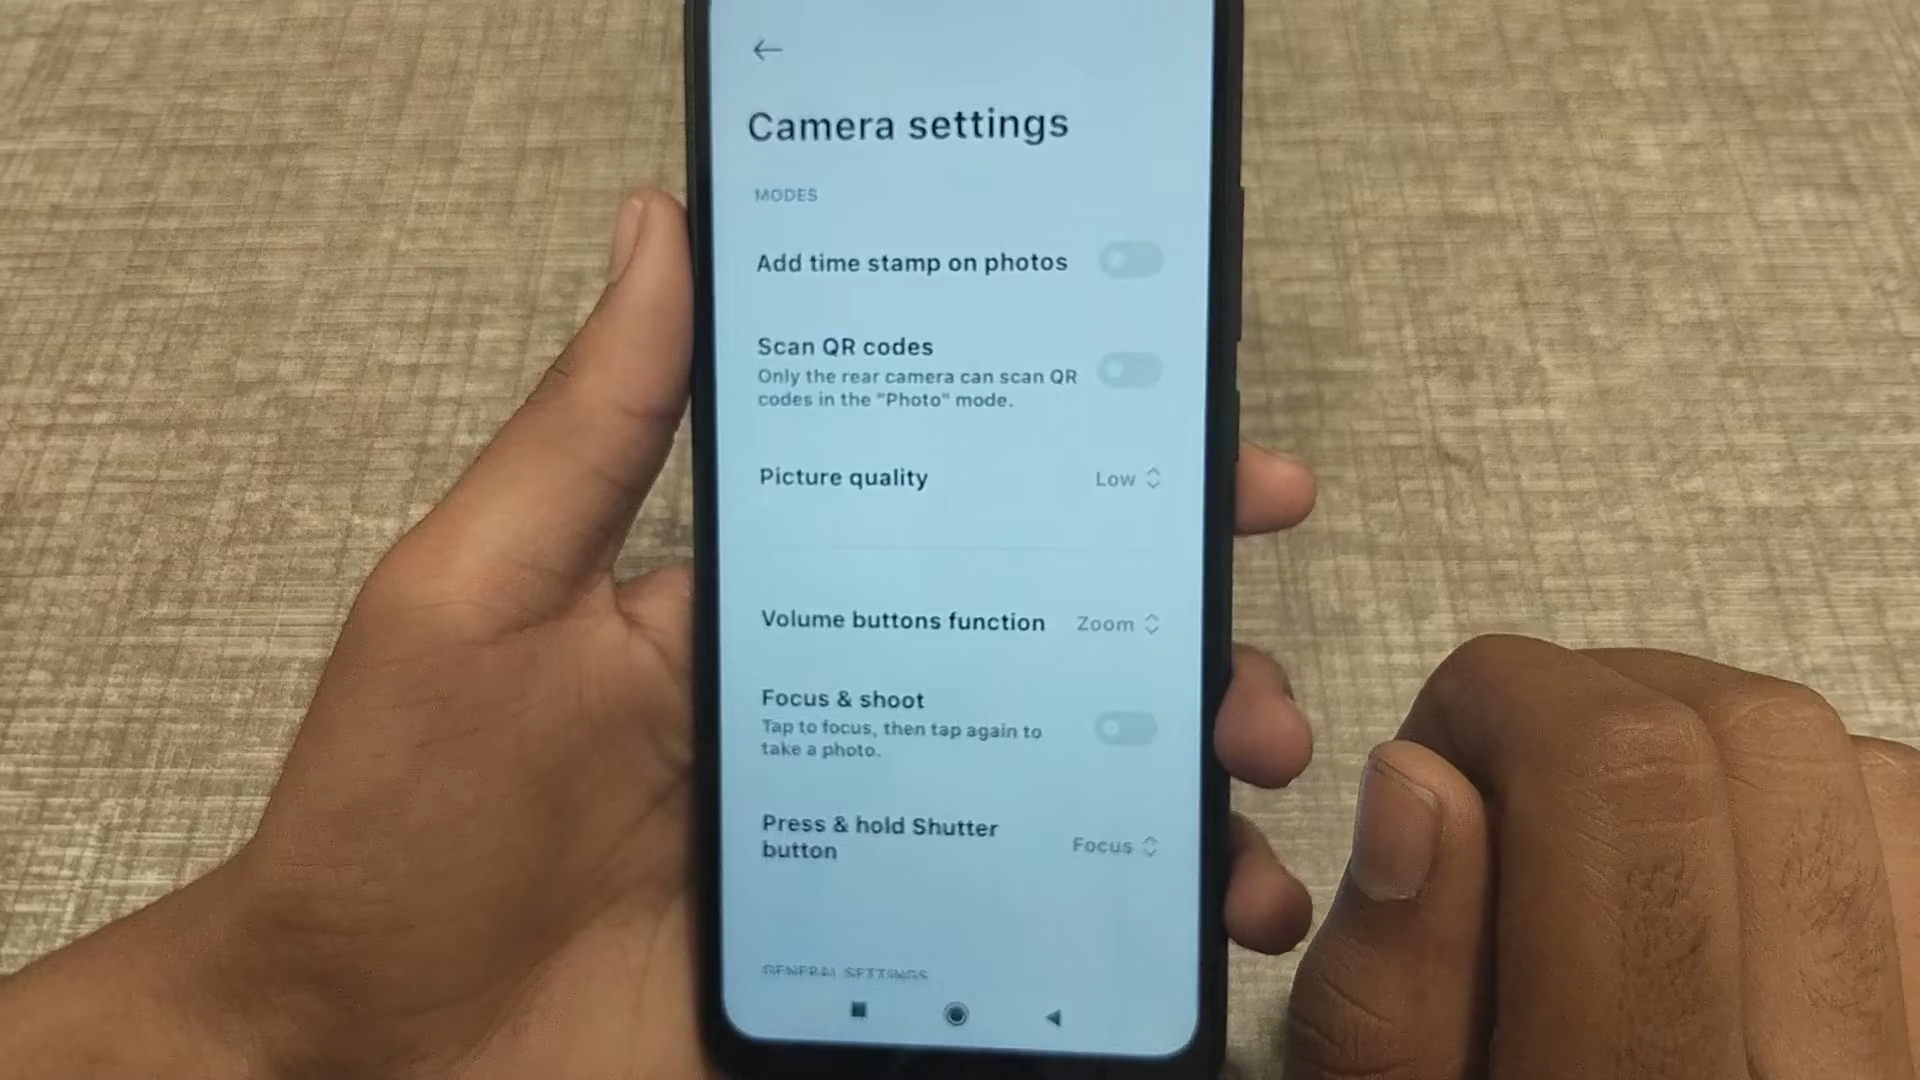 Camera settings
MODES
Add time stamp on photos
Scan QR codes
Only the rear camera can scan QR
codes in the "Photo" mode.
Picture quality
Low
Volume buttons function
Zoom
Focus & shoot
Tap to focus, then tap again to
take a photo.
Press & hold Shutter
button
Focus
GENERAL SETTINGS